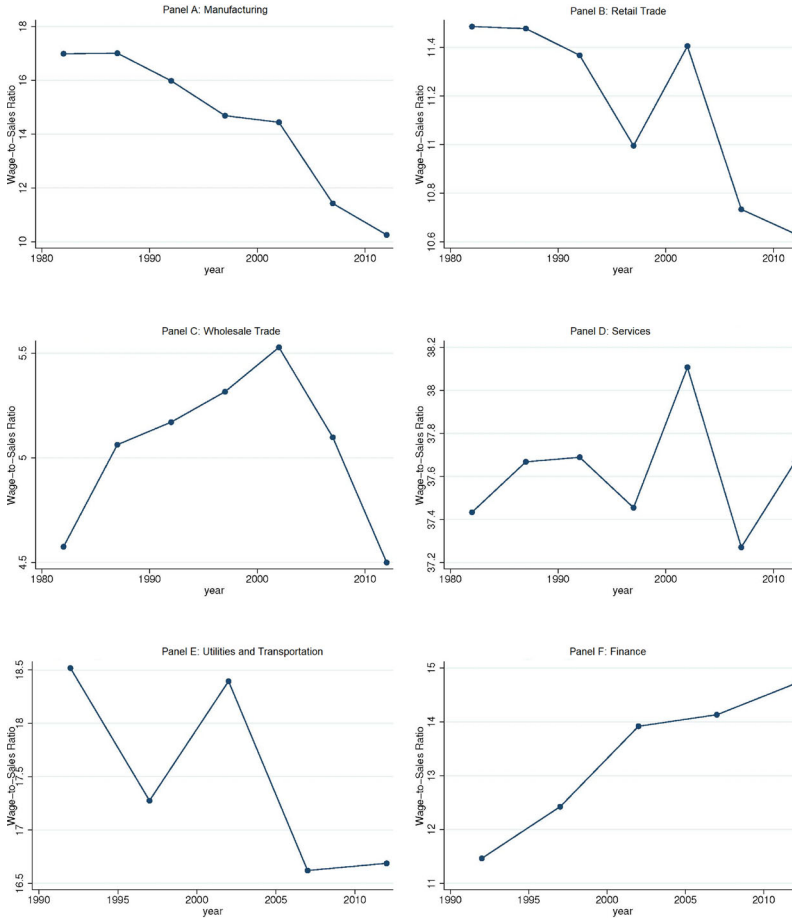 Panel A: Manufacturing
Wage-to-Sales Ratio
18
16
14
12
10
1980 1990 2000 2010
year
Panel B: Retail Trade
Wage-to-Sales Ratio
11.4
11.2
11
10.8
10.6
1980 1990 2000 2010
year
Panel C: Wholesale Trade
Wage-to-Sales Ratio
5.5
5
4.5
1980 1990 2000 2010
year
Panel D: Services
Wage-to-Sales Ratio
38.2
38
37.8
37.6
37.4
37.2
1980 1990 2000 2010
year
Panel E: Utilities and Transportation
Wage-to-Sales Ratio
18.5
18
17.5
17
16.5
1990 1995 2000 2005 2010
year
Panel F: Finance
Wage-to-Sales Ratio
15
14
13
12
11
1990 1995 2000 2005 2010
year